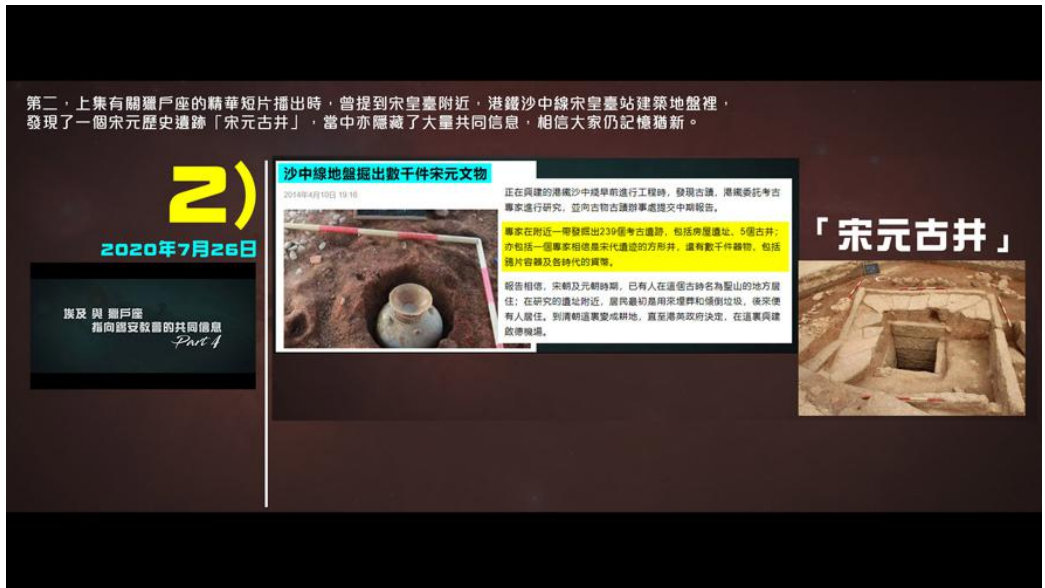 第二，上集有關獵戶座的精華短片播出時，曾提到宋皇臺附近，港鐵沙中線宋皇臺站建築地盤裡，
發現了一個宋元歷史遺跡「宋元古井」，當中亦隱藏了大量共同信息，相信大家仍記憶猶新。
2)
2020年7月26日
埃及 與 獵戶座
指向錫安教會的共同信息
Part 4
沙中線地盤掘出數千件宋元文物
2014年4月10日 19:16
正在興建的港鐵沙中綫早前進行工程時，發現古蹟，港鐵委託考古
專家進行研究，並向古物古蹟辦事處提交中期報告。
專家在附近一帶發掘出239個考古遺跡，包括房屋遺址、5個古井；
亦包括一個專家相信是宋代遺迹的方形井，還有數千件器物，包括
鴉片容器及各時代的貨幣。
報告相信，宋朝及元朝時期，已有人在這個古時名為聖山的地方居
住；在研究的遺址附近，居民最初是用來埋葬和傾倒垃圾，後來便
有人居住。到清朝這裏變成耕地，直至港英政府決定，在這裏興建
啟德機場。
「宋元古井」